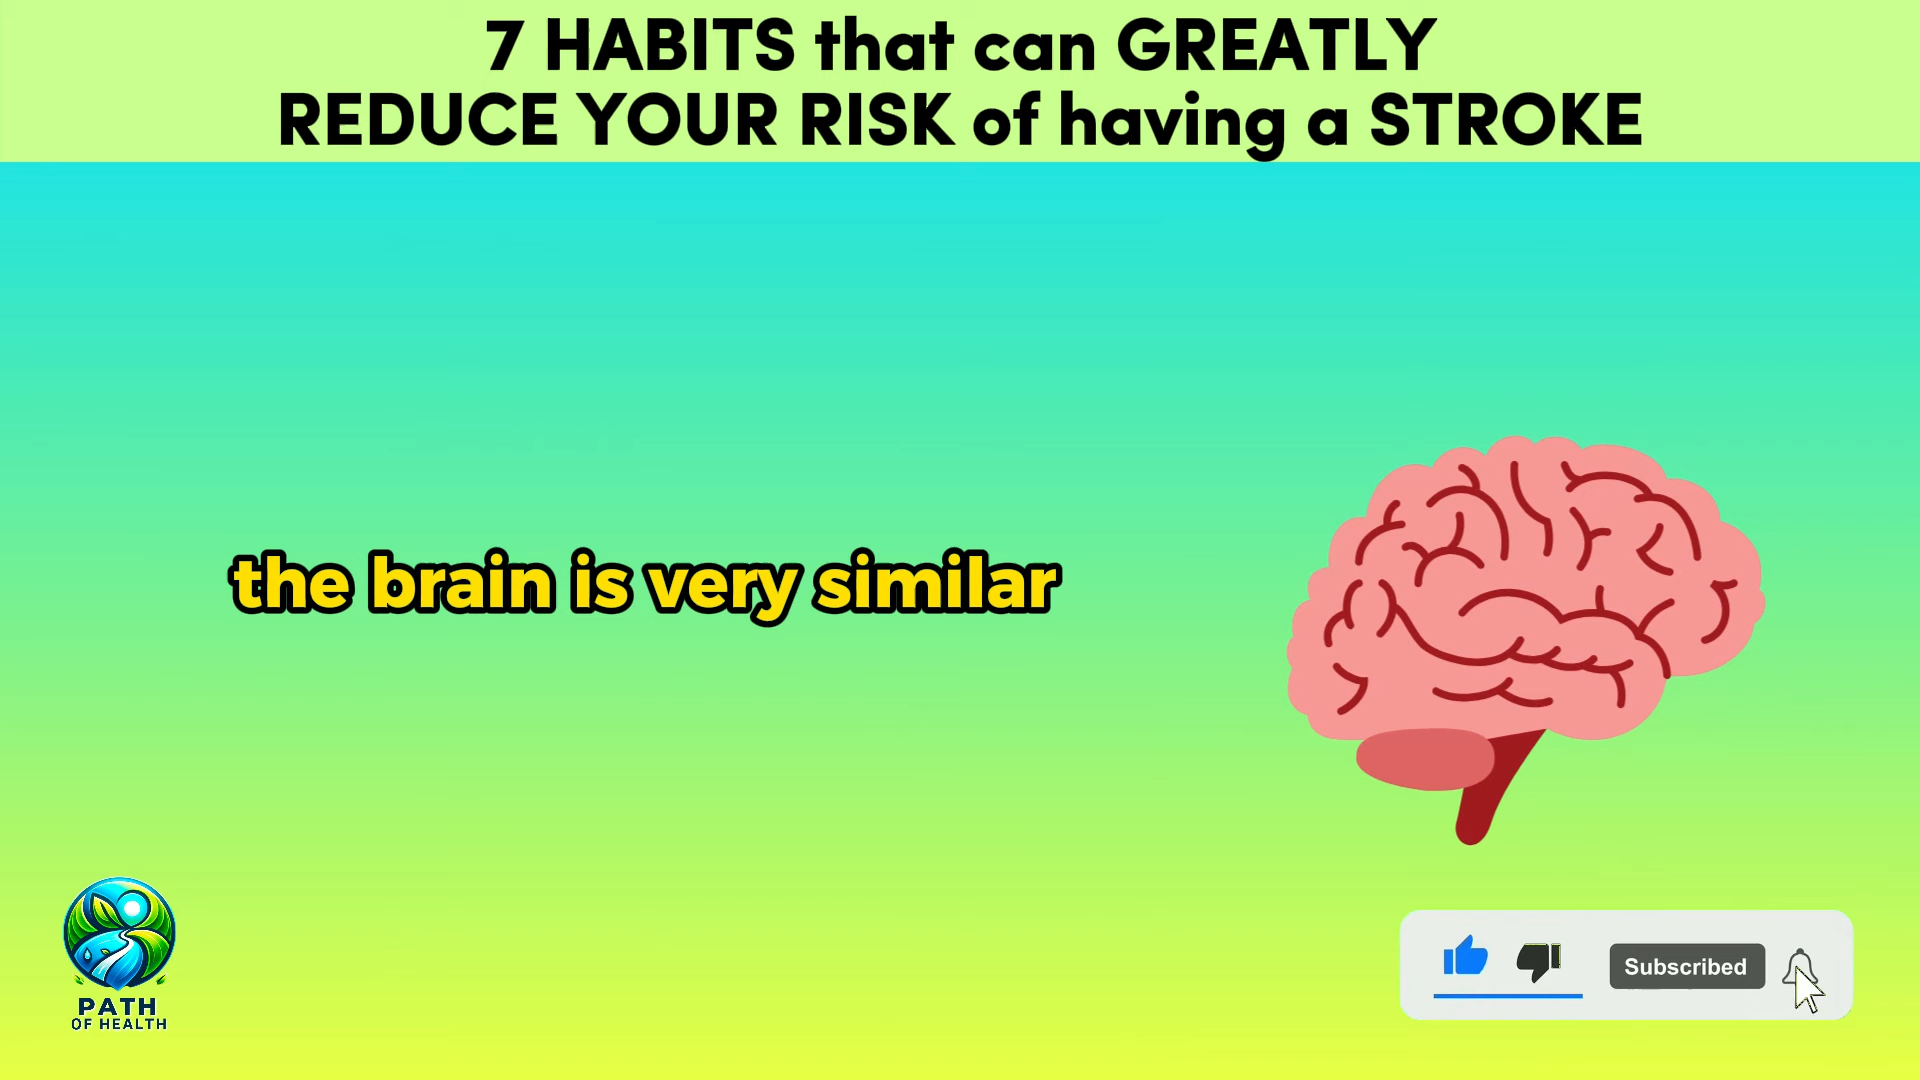 7 HABITS that can GREATLY
REDUCE YOUR RISK of having a STROKE
the brain is very similar
PATH
OF HEALTH
Subscribed